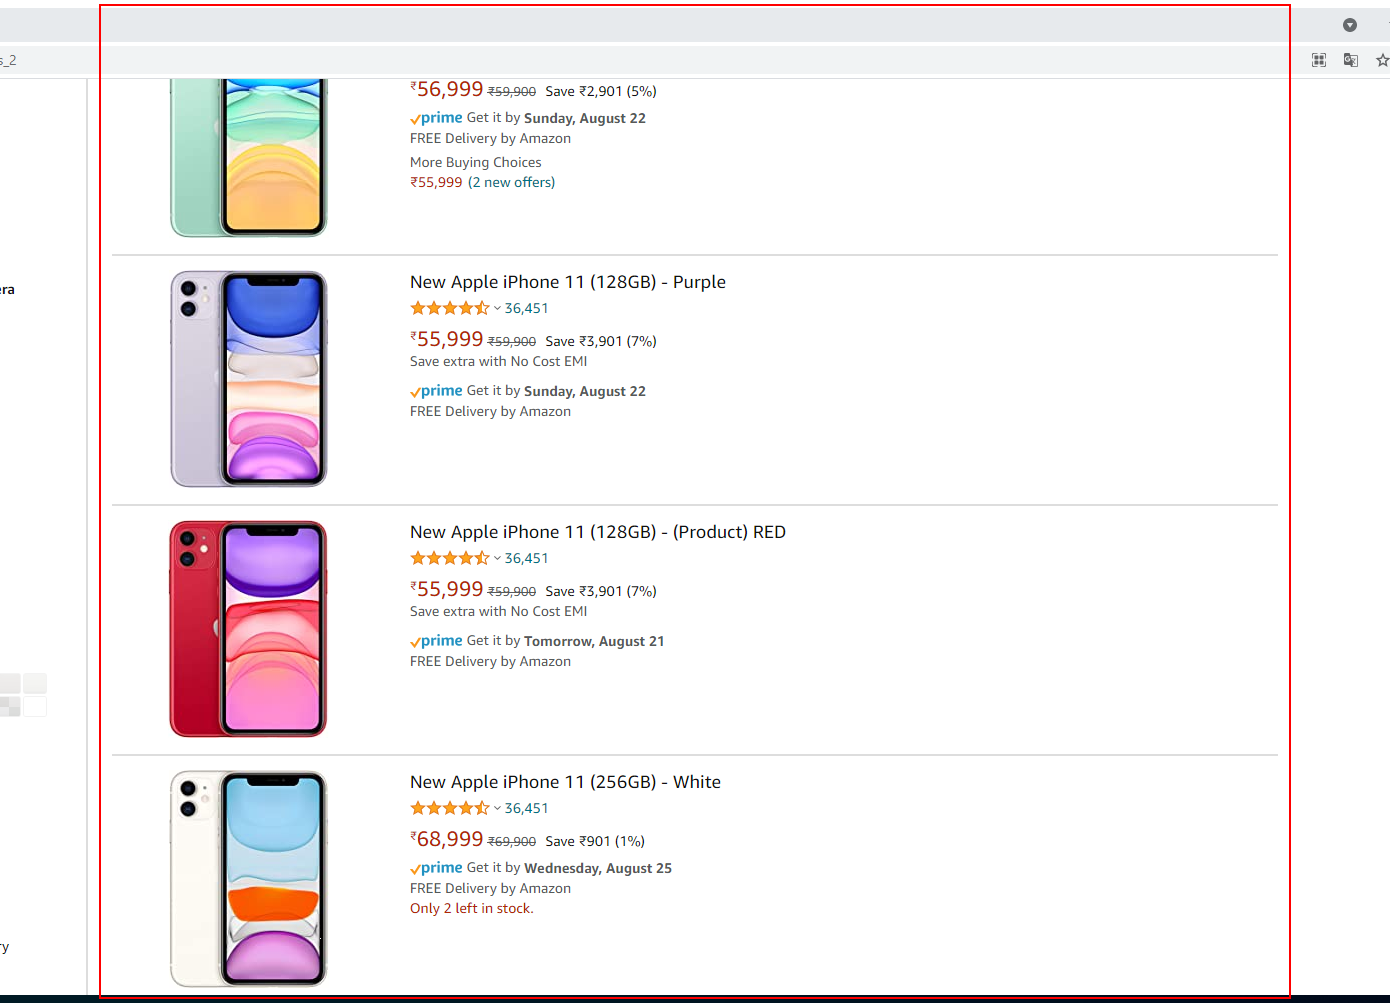 s_2
₹56,999 ₹59,900 Save ₹2,901 (5%)
prime Get it by Sunday, August 22
FREE Delivery by Amazon
More Buying Choices
₹55,999 (2 new offers)
era
New Apple iPhone 11 (128GB) - Purple
36,451
₹55,999 ₹59,900 Save ₹3,901 (7%)
Save extra with No Cost EMI
prime Get it by Sunday, August 22
FREE Delivery by Amazon
New Apple iPhone 11 (128GB) - (Product) RED
36,451
₹55,999 ₹59,900 Save ₹3,901 (7%)
Save extra with No Cost EMI
prime Get it by Tomorrow, August 21
FREE Delivery by Amazon
New Apple iPhone 11 (256GB) - White
36,451
₹68,999 ₹69,900 Save ₹901 (1%)
prime Get it by Wednesday, August 25
FREE Delivery by Amazon
Only 2 left in stock.
ry